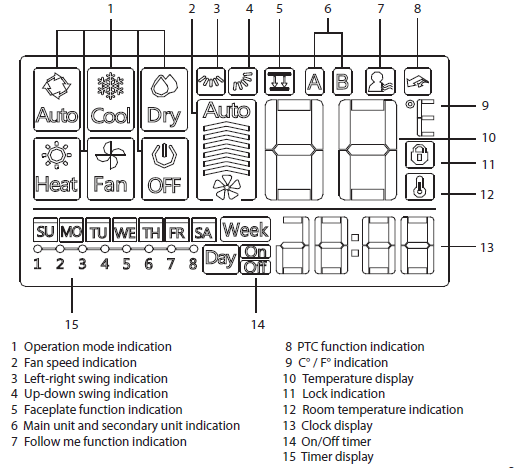 1 2 3 4 5 6 7 8
Auto Cool Dry Auto A B
9
10
Heat Fan OFF
11
12
SU MO TU WE TH FR SA Week
Day On
Off
1 2 3 4 5 6 7 8
13
15 14
1 Operation mode indication
2 Fan speed indication
3 Left-right swing indication
4 Up-down swing indication
5 Faceplate function indication
6 Main unit and secondary unit indication
7 Follow me function indication
8 PTC function indication
9 C° / F° indication
10 Temperature display
11 Lock indication
12 Room temperature indication
13 Clock display
14 On/Off timer
15 Timer display